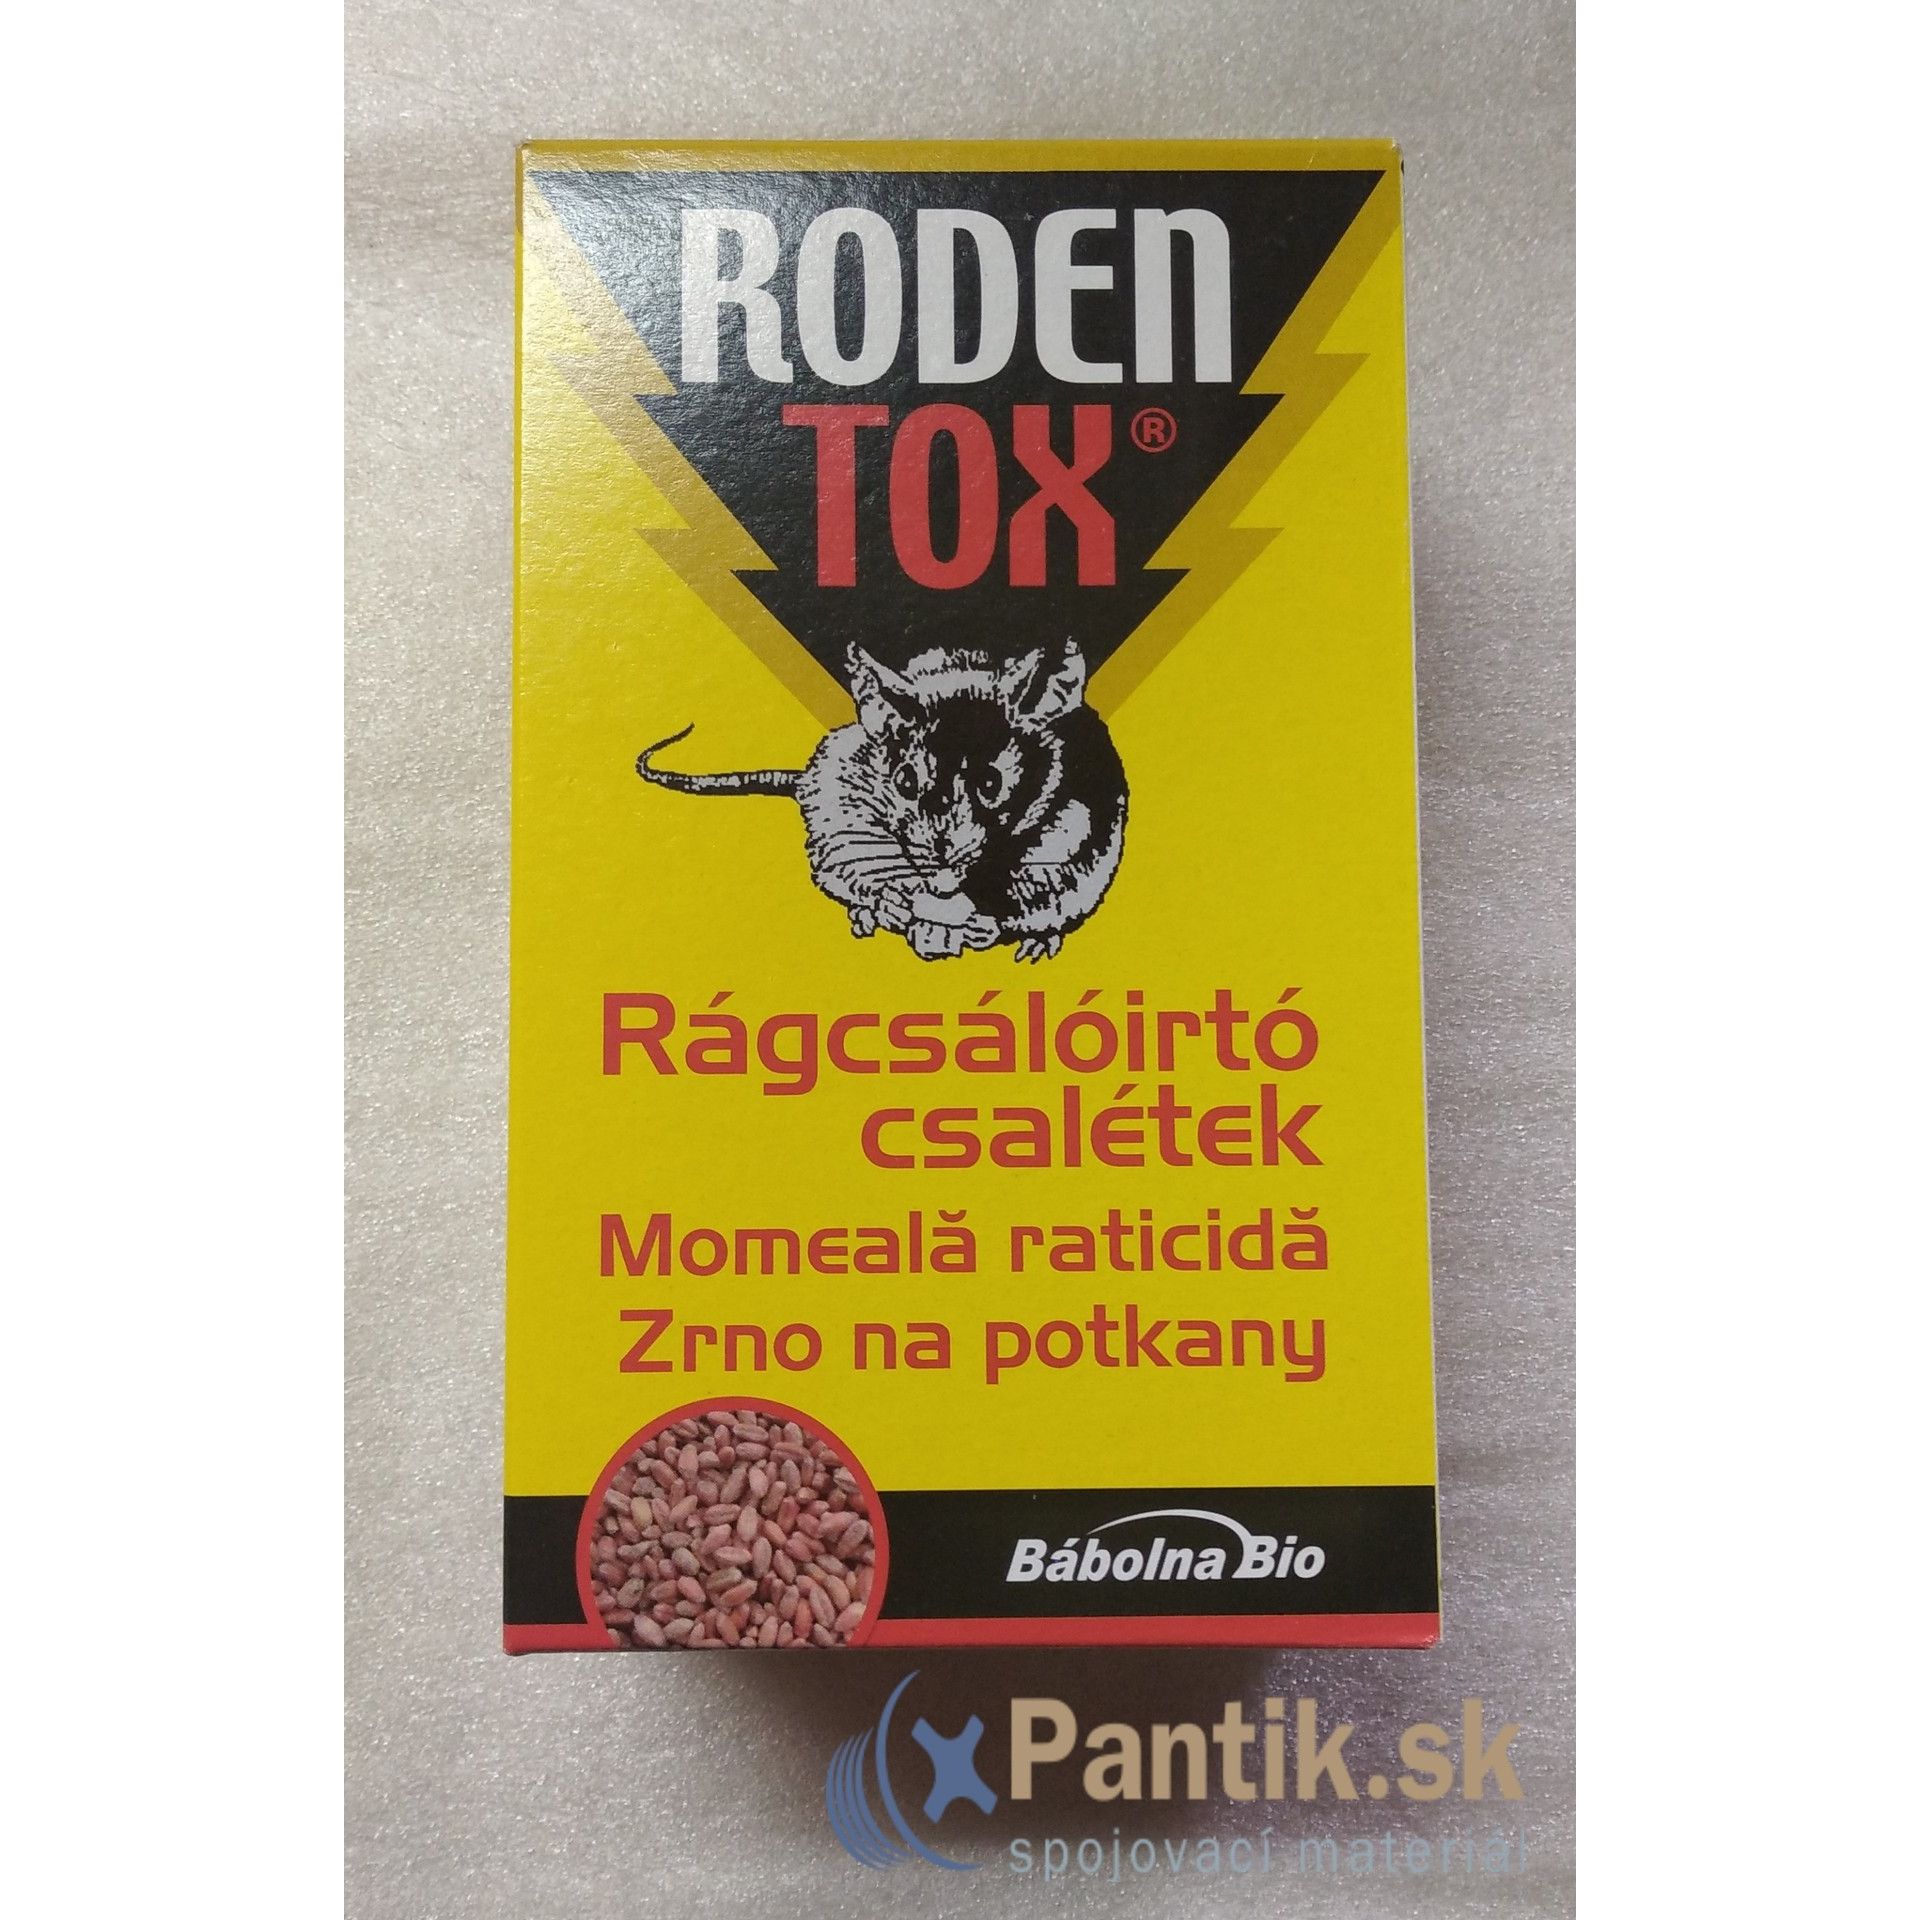 RODEN
TOX®
Rágcsálóirtó
csalétek
Momeală raticidă
Zrno na potkany
Bábolna Bio
Pantik.sk
spojovací materiál